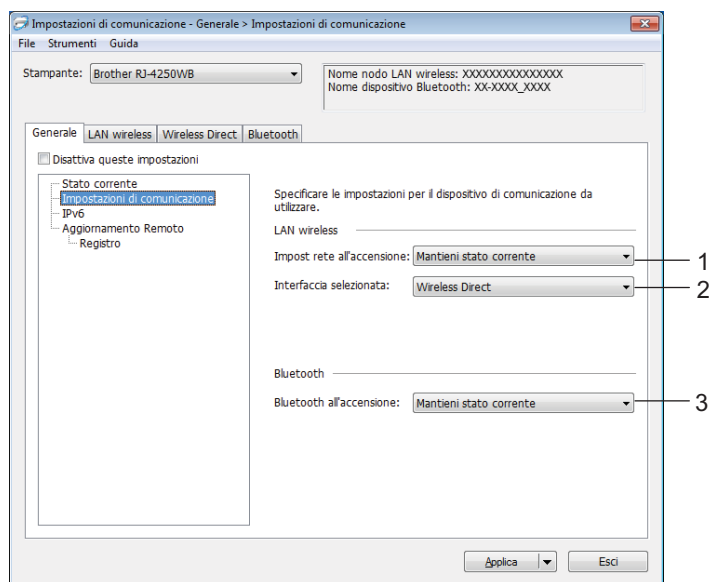 Impostazioni di comunicazione - Generale > Impostazioni di comunicazione
File Strumenti Guida
Stampante: Brother RJ-4250WB
Nome nodo LAN wireless: XXXXXXXXXXXXXXX
Nome dispositivo Bluetooth: XX-XXXX_XXXX
Generale LAN wireless Wireless Direct Bluetooth
Disattiva queste impostazioni
Stato corrente
Impostazioni di comunicazione
IPv6
Aggiornamento Remoto
Registro
Specificare le impostazioni per il dispositivo di comunicazione da
utilizzare.
LAN wireless
Impost rete all'accensione: Mantieni stato corrente 1
Interfaccia selezionata: Wireless Direct 2
Bluetooth
Bluetooth all'accensione: Mantieni stato corrente 3
Applica Esci